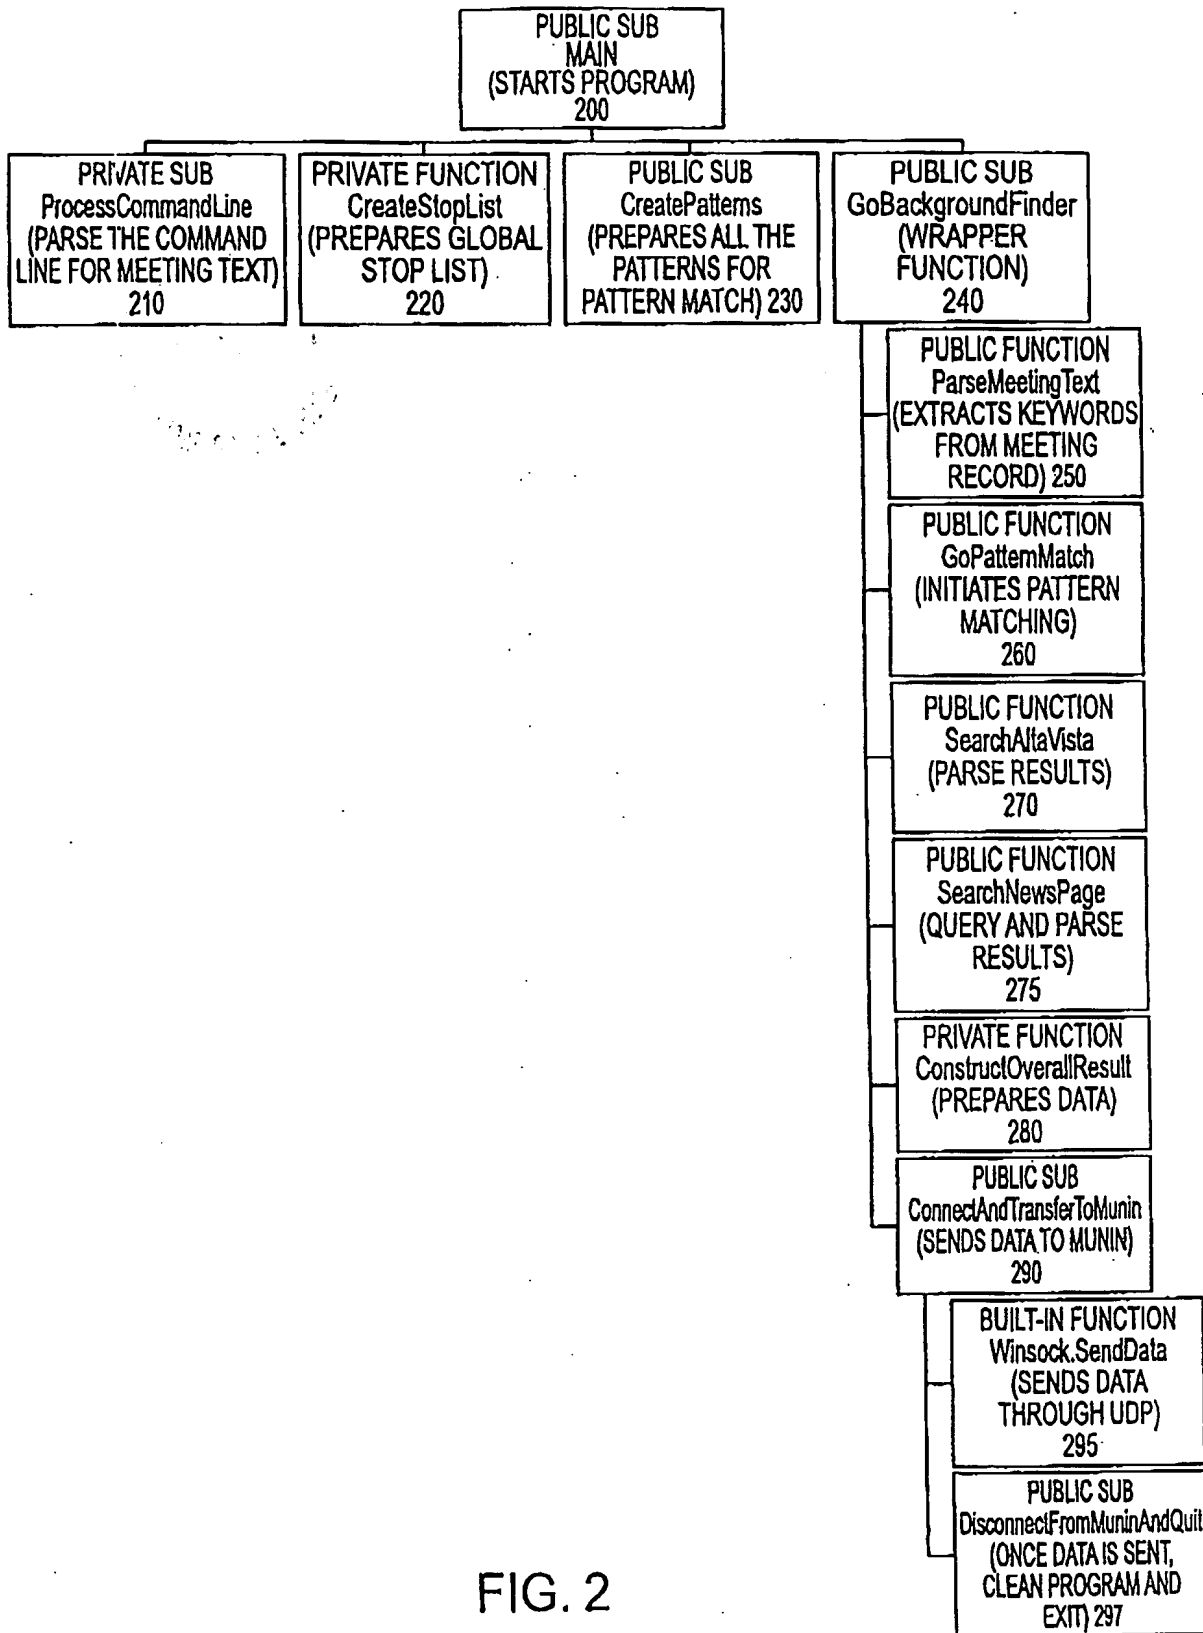 PUBLIC SUB
MAIN
(STARTS PROGRAM)
200
PRIVATE SUB
ProcessCommandLine
(PARSE THE COMMAND
LINE FOR MEETING TEXT)
210
PRIVATE FUNCTION
CreateStopList
(PREPARES GLOBAL
STOP LIST)
220
PUBLIC SUB
CreatePatterns
(PREPARES ALL THE
PATTERNS FOR
PATTERN MATCH) 230
PUBLIC SUB
GoBackgroundFinder
(WRAPPER
FUNCTION)
240
PUBLIC FUNCTION
ParseMeetingText
(EXTRACTS KEYWORDS
FROM MEETING
RECORD) 250
PUBLIC FUNCTION
GoPatternMatch
(INITIATES PATTERN
MATCHING)
260
PUBLIC FUNCTION
SearchAltaVista
(PARSE RESULTS)
270
PUBLIC FUNCTION
SearchNewsPage
(QUERY AND PARSE
RESULTS)
275
PRIVATE FUNCTION
ConstructOverallResult
(PREPARES DATA)
280
PUBLIC SUB
ConnectAndTransferToMunin
(SENDS DATA TO MUNIN)
290
BUILT-IN FUNCTION
Winsock.SendData
(SENDS DATA
THROUGH UDP)
295
PUBLIC SUB
DisconnectFromMuninAndQuit
(ONCE DATA IS SENT,
CLEAN PROGRAM AND
EXIT) 297
FIG. 2